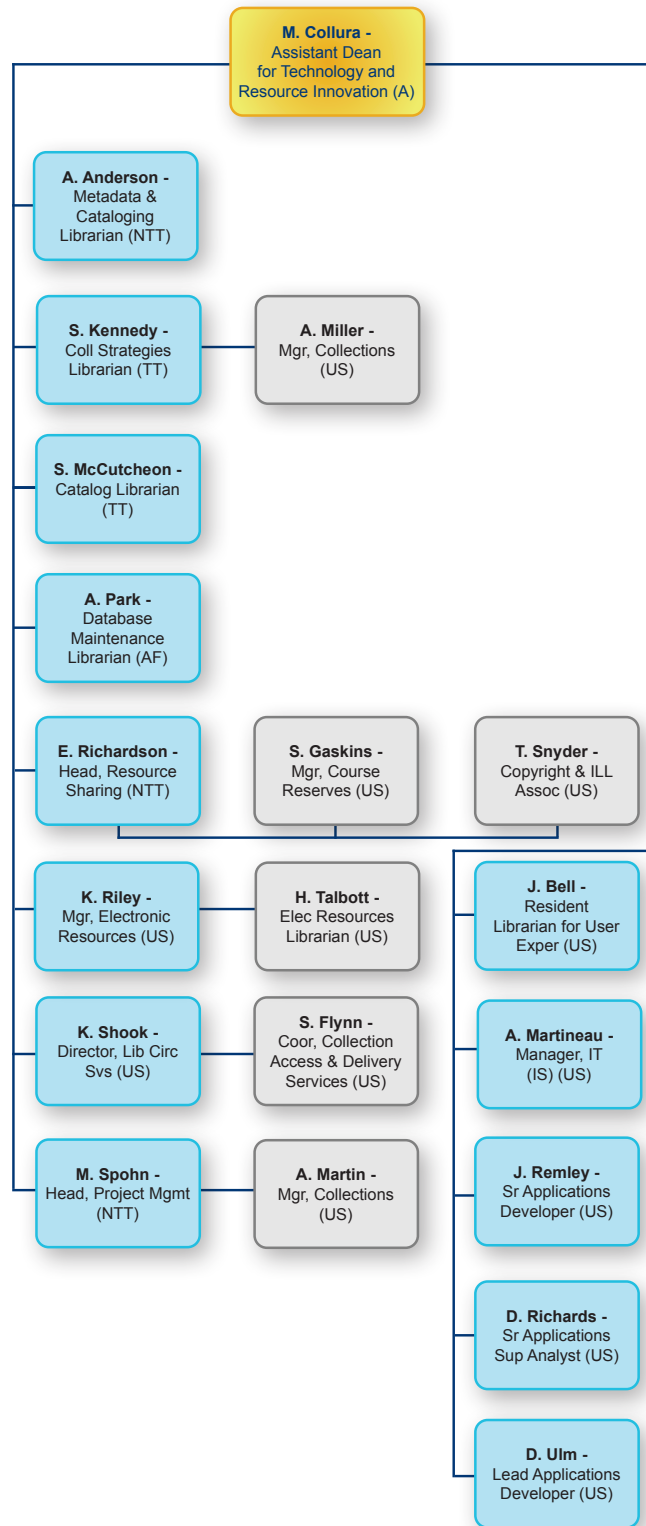 M. Collura -
Assistant Dean
for Technology and
Resource Innovation (A)
A. Anderson -
Metadata &
Cataloging
Librarian (NTT)
S. Kennedy -
Coll Strategies
Librarian (TT)
A. Miller -
Mgr, Collections
(US)
S. McCutcheon -
Catalog Librarian
(TT)
A. Park -
Database
Maintenance
Librarian (AF)
E. Richardson -
Head, Resource
Sharing (NTT)
S. Gaskins -
Mgr, Course
Reserves (US)
T. Snyder -
Copyright & ILL
Assoc (US)
K. Riley -
Mgr, Electronic
Resources (US)
H. Talbott -
Elec Resources
Librarian (US)
J. Bell -
Resident
Librarian for User
Exper (US)
K. Shook -
Director, Lib Circ
Svs (US)
S. Flynn -
Coor, Collection
Access & Delivery
Services (US)
A. Martineau -
Manager, IT
(IS) (US)
M. Spohn -
Head, Project Mgmt
(NTT)
A. Martin -
Mgr, Collections
(US)
J. Remley -
Sr Applications
Developer (US)
D. Richards -
Sr Applications
Sup Analyst (US)
D. Ulm -
Lead Applications
Developer (US)